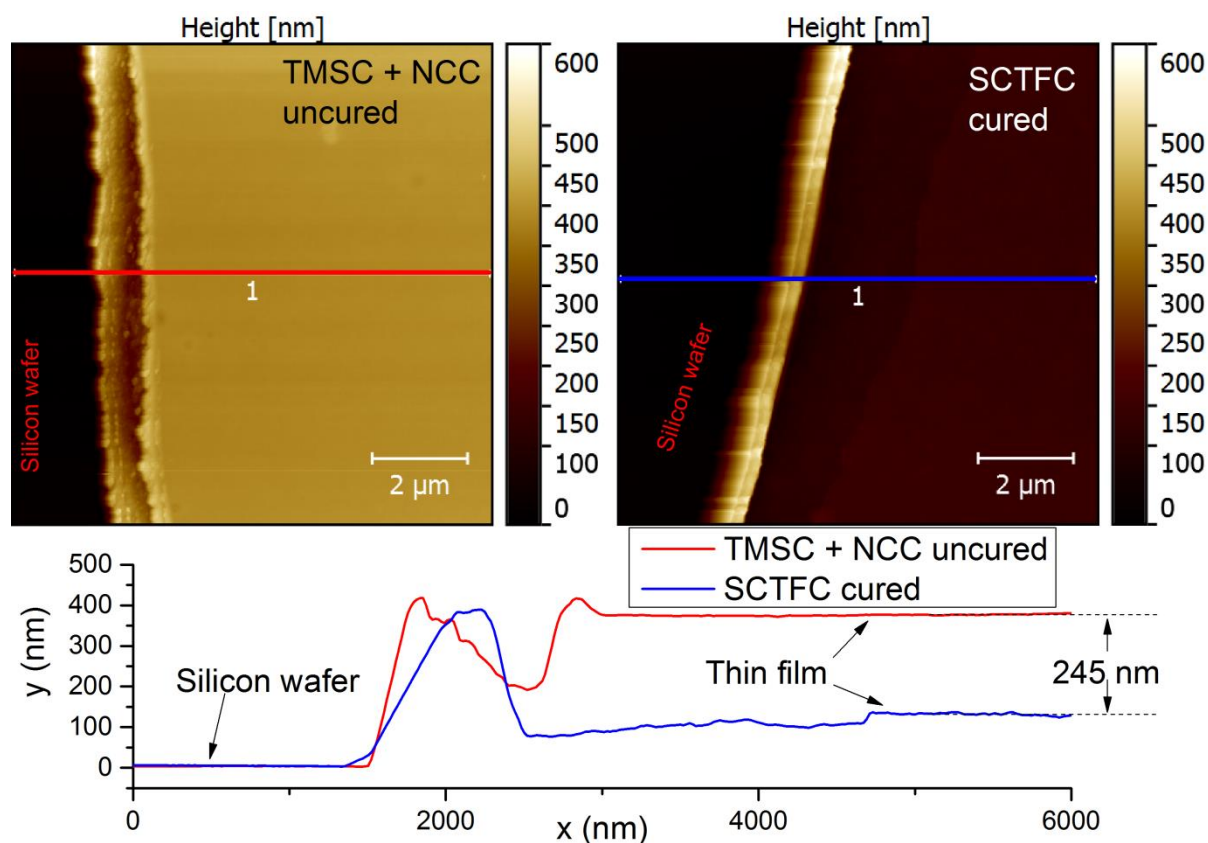 Height [nm]
TMSC + NCC
uncured
Silicon wafer
1
2 µm
600
500
450
400
350
300
250
200
150
100
0
Height [nm]
SCTFC
cured
Silicon wafer
1
2 µm
600
500
450
400
350
300
250
200
150
100
0
TMSC + NCC uncured
SCTFC cured
y (nm)
500
400
300
200
100
0
Silicon wafer
Thin film
245 nm
0
2000
4000
6000
x (nm)